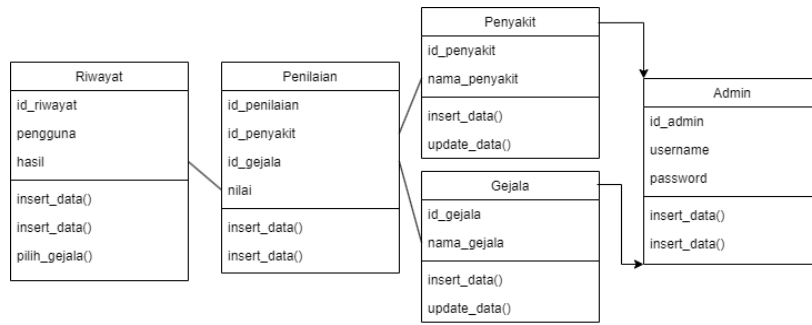 Riwayat
id_riwayat
pengguna
hasil
insert_data()
insert_data()
pilih_gejala()
Penilaian
id_penilaian
id_penyakit
id_gejala
nilai
insert_data()
insert_data()
Penyakit
id_penyakit
nama_penyakit
insert_data()
update_data()
Gejala
id_gejala
nama_gejala
insert_data()
update_data()
Admin
id_admin
username
password
insert_data()
insert_data()